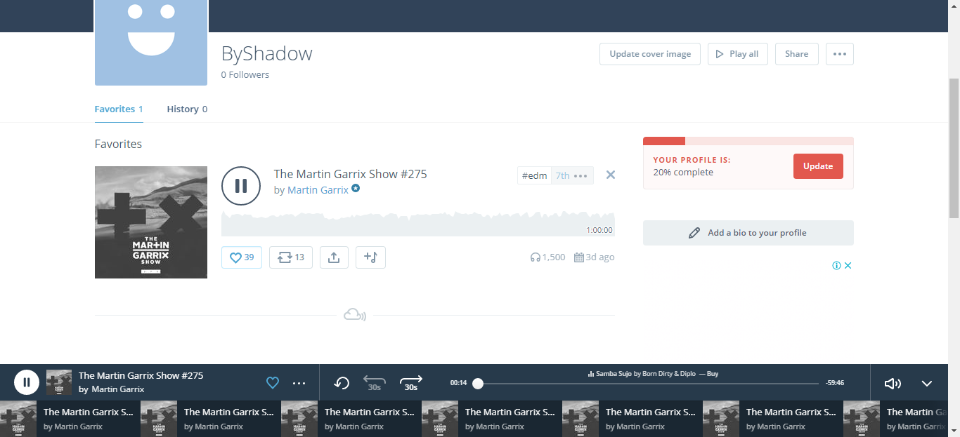 ByShadow
0 Followers
Update cover image
Play all
Share
Favorites 1
History 0
Favorites
THE
MARTIN
GARRIX
SHOW
The Martin Garrix Show #275
by Martin Garrix
#edm 7th
1:00:00
39
13
1,500
3d ago
YOUR PROFILE IS:
20% complete
Update
Add a bio to your profile
The Martin Garrix Show #275
by Martin Garrix
30s
30s
00:14
Samba Sujo by Born Dirty & Diplo — Buy
-59:46
The Martin Garrix S...
by Martin Garrix
The Martin Garrix S...
by Martin Garrix
The Martin Garrix S...
by Martin Garrix
The Martin Garrix S...
by Martin Garrix
The Martin Garrix S...
by Martin Garrix
The Martin Garrix S...
by Martin Garrix
The Martin G
by Martin Garrix